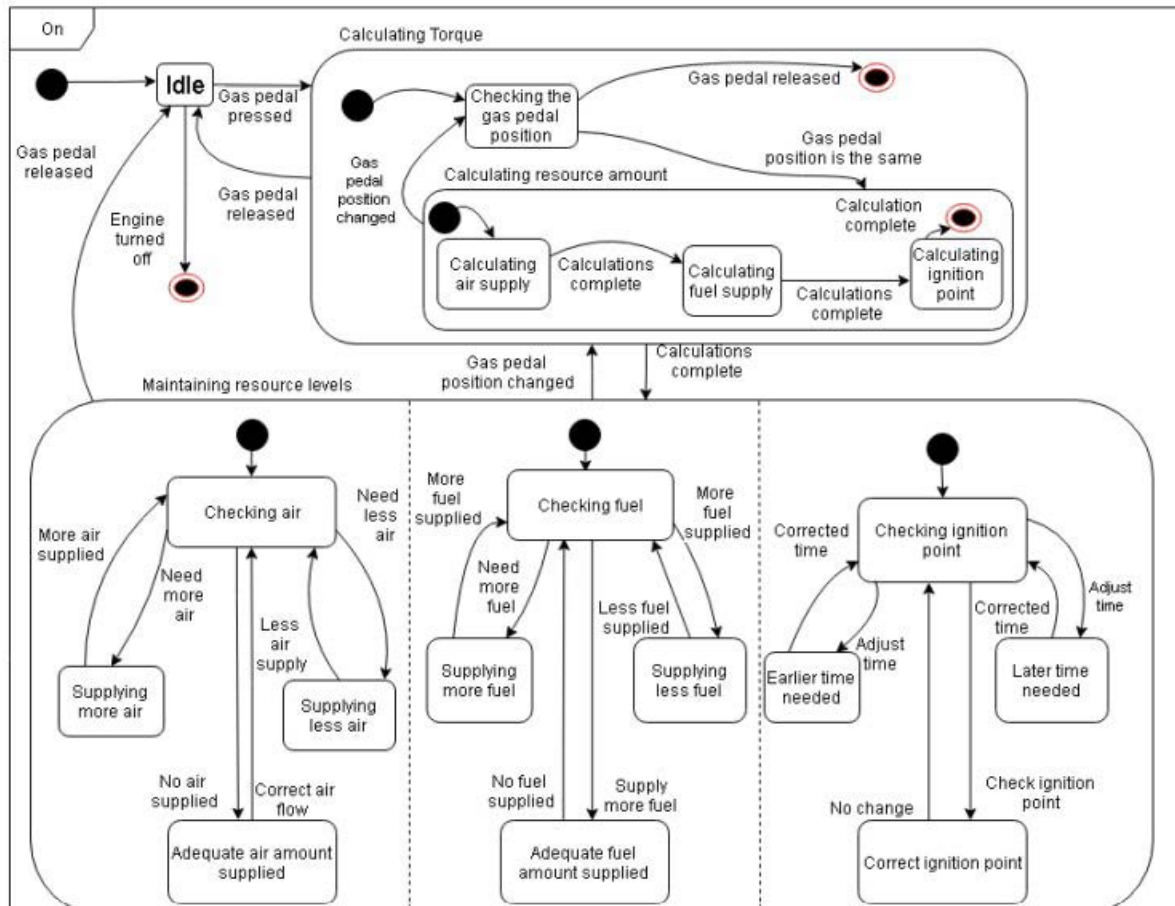 On
Calculating Torque
Idle
Gas pedal
pressed
Gas pedal
released
Gas pedal
released
Engine
turned
off
Checking the
gas pedal
position
Gas pedal released
Gas pedal
position is the same
Gas
pedal
position
changed
Calculating resource amount
Calculating
air supply
Calculations
complete
Calculating
fuel supply
Calculations
complete
Calculation
complete
Calculating
ignition
point
Gas pedal
position changed
Calculations
complete
Maintaining resource levels
Checking air
More air
supplied
Need
more
air
Need
less
air
Less
air
supply
Supplying
more air
Supplying
less air
No air
supplied
Correct air
flow
Adequate air amount
supplied
Checking fuel
More
fuel
supplied
Need
more
fuel
More
fuel
supplied
Less fuel
supplied
Supplying
more fuel
Supplying
less fuel
No fuel
supplied
Supply
more fuel
Adequate fuel
amount supplied
Checking ignition
point
Corrected
time
Adjust
time
Corrected
time
Adjust
time
Earlier time
needed
Later time
needed
No change
Check ignition
point
Correct ignition point